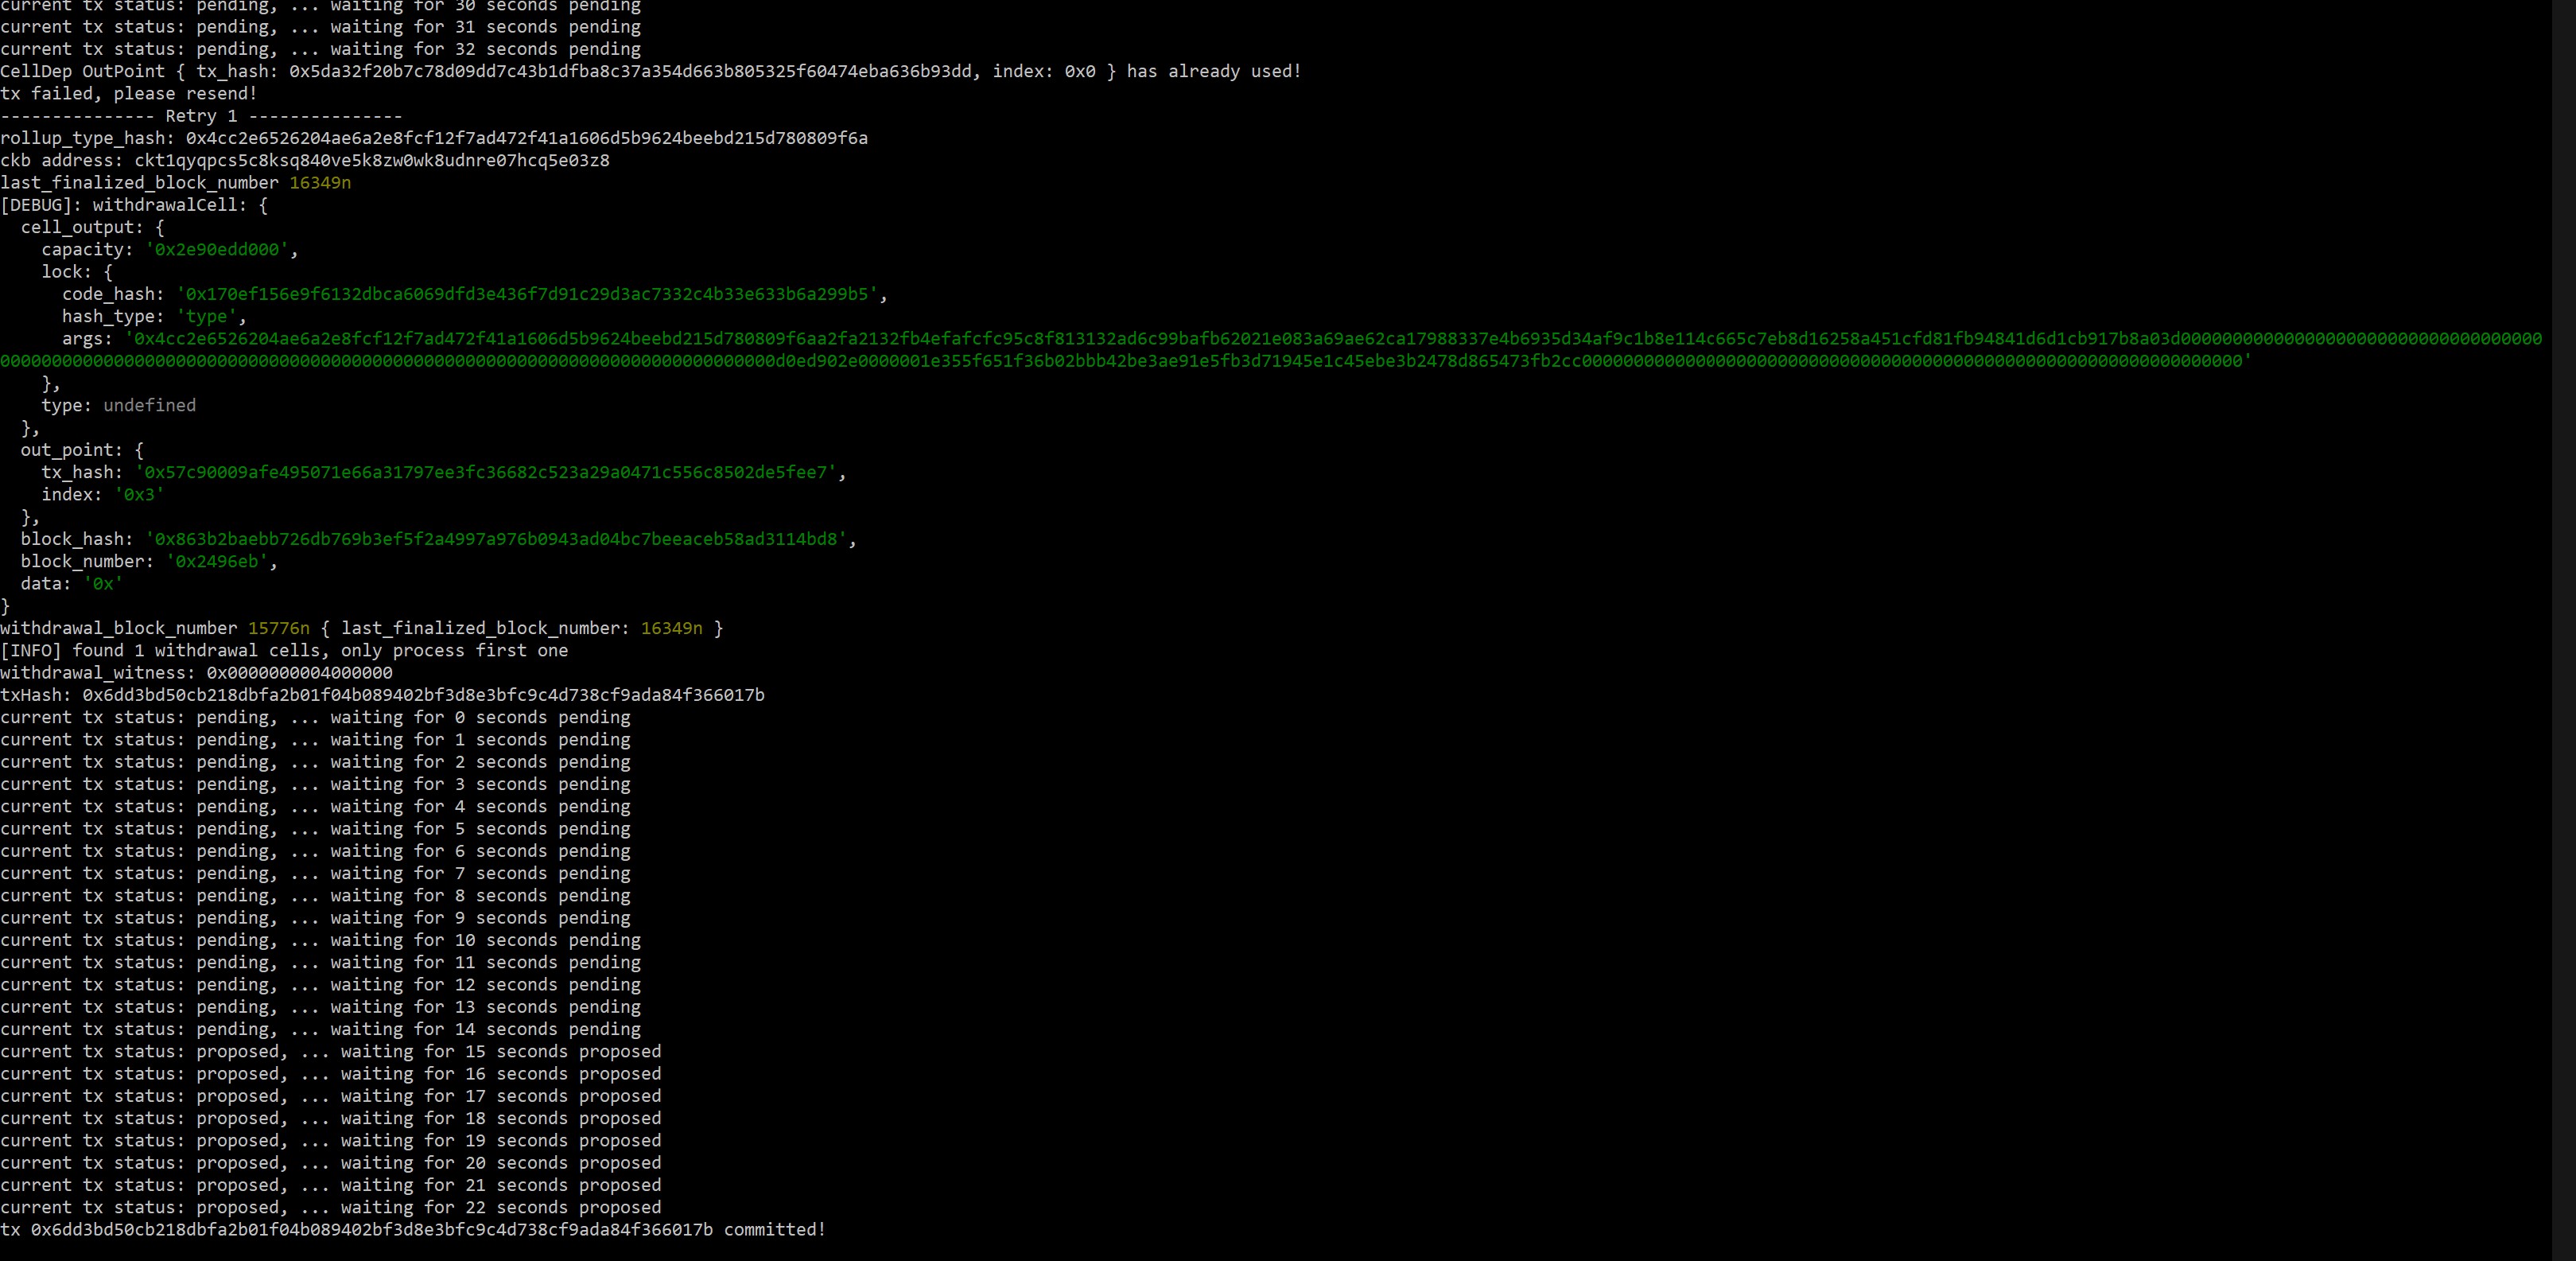 current tx status: pending, ... waiting for 30 seconds pending
current tx status: pending, ... waiting for 31 seconds pending
current tx status: pending, ... waiting for 32 seconds pending
CellDep OutPoint { tx_hash: 0x5da32f20b7c78d09dd7c43b1dfba8c37a354d663b805325f60474eba636b93dd, index: 0x0 } has already used!
tx failed, please resend!
--------------- Retry 1 ---------------
rollup_type_hash: 0x4cc2e6526204ae6a2e8fcf12f7ad472f41a1606d5b9624beebd215d780809f6a
ckb address: ckt1qyqpcs5c8ksq840ve5k8zw0wk8udnre07hcq5e03z8
last_finalized_block_number 16349n
[DEBUG]: withdrawalCell: {
  cell_output: {
    capacity: '0x2e90edd000',
    lock: {
      code_hash: '0x170ef156e9f6132dbca6069dfd3e436f7d91c29d3ac7332c4b33e633b6a299b5',
      hash_type: 'type',
      args: '0x4cc2e6526204ae6a2e8fcf12f7ad472f41a1606d5b9624beebd215d780809f6aa2fa2132fb4efafcfc95c8f813132ad6c99bafb62021e083a69ae62ca17988337e4b6935d34af9c1b8e114c665c7eb8d16258a451cfd81fb94841d6d1cb917b8a03d00000000000000000000000000000000000
000000000000000000000000000000000000000000000000000000000000000000000000000d0ed902e0000001e355f651f36b02bbb42be3ae91e5fb3d71945e1c45ebe3b2478d865473fb2cc0000000000000000000000000000000000000000000000000000000000000000'
    },
    type: undefined
  },
  out_point: {
    tx_hash: '0x57c90009afe495071e66a31797ee3fc36682c523a29a0471c556c8502de5fee7',
    index: '0x3'
  },
  block_hash: '0x863b2baebb726db769b3ef5f2a4997a976b0943ad04bc7beeaceb58ad3114bd8',
  block_number: '0x2496eb',
  data: '0x'
}
withdrawal_block_number 15776n { last_finalized_block_number: 16349n }
[INFO] found 1 withdrawal cells, only process first one
withdrawal_witness: 0x0000000004000000
txHash: 0x6dd3bd50cb218dbfa2b01f04b089402bf3d8e3bfc9c4d738cf9ada84f366017b
current tx status: pending, ... waiting for 0 seconds pending
current tx status: pending, ... waiting for 1 seconds pending
current tx status: pending, ... waiting for 2 seconds pending
current tx status: pending, ... waiting for 3 seconds pending
current tx status: pending, ... waiting for 4 seconds pending
current tx status: pending, ... waiting for 5 seconds pending
current tx status: pending, ... waiting for 6 seconds pending
current tx status: pending, ... waiting for 7 seconds pending
current tx status: pending, ... waiting for 8 seconds pending
current tx status: pending, ... waiting for 9 seconds pending
current tx status: pending, ... waiting for 10 seconds pending
current tx status: pending, ... waiting for 11 seconds pending
current tx status: pending, ... waiting for 12 seconds pending
current tx status: pending, ... waiting for 13 seconds pending
current tx status: pending, ... waiting for 14 seconds pending
current tx status: proposed, ... waiting for 15 seconds proposed
current tx status: proposed, ... waiting for 16 seconds proposed
current tx status: proposed, ... waiting for 17 seconds proposed
current tx status: proposed, ... waiting for 18 seconds proposed
current tx status: proposed, ... waiting for 19 seconds proposed
current tx status: proposed, ... waiting for 20 seconds proposed
current tx status: proposed, ... waiting for 21 seconds proposed
current tx status: proposed, ... waiting for 22 seconds proposed
tx 0x6dd3bd50cb218dbfa2b01f04b089402bf3d8e3bfc9c4d738cf9ada84f366017b committed!